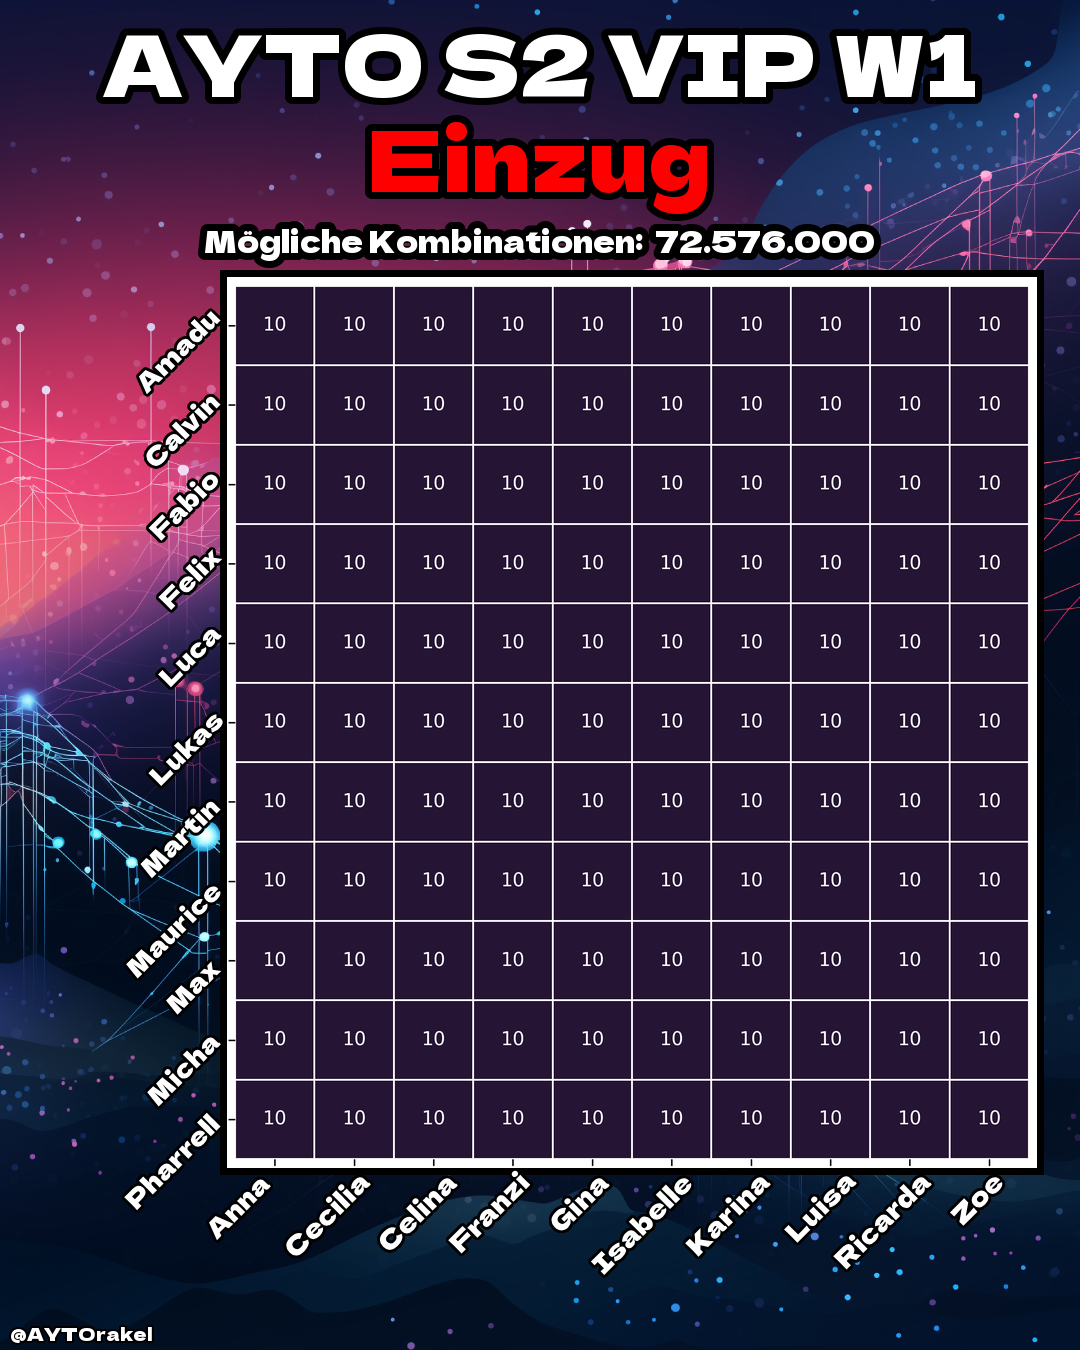 AYTO S2 VIP W1
Einzug
Mögliche Kombinationen: 72.576.000
Amadu 10 10 10 10 10 10 10 10 10 10
Calvin 10 10 10 10 10 10 10 10 10 10
Fabio 10 10 10 10 10 10 10 10 10 10
Felix 10 10 10 10 10 10 10 10 10 10
Luca 10 10 10 10 10 10 10 10 10 10
Lukas 10 10 10 10 10 10 10 10 10 10
Martin 10 10 10 10 10 10 10 10 10 10
Maurice 10 10 10 10 10 10 10 10 10 10
Max 10 10 10 10 10 10 10 10 10 10
Micha 10 10 10 10 10 10 10 10 10 10
Pharrell 10 10 10 10 10 10 10 10 10 10
Anna Cecilia Celina Franzi Gina Isabelle Karina Luisa Ricarda Zoe
@AYTOrakel